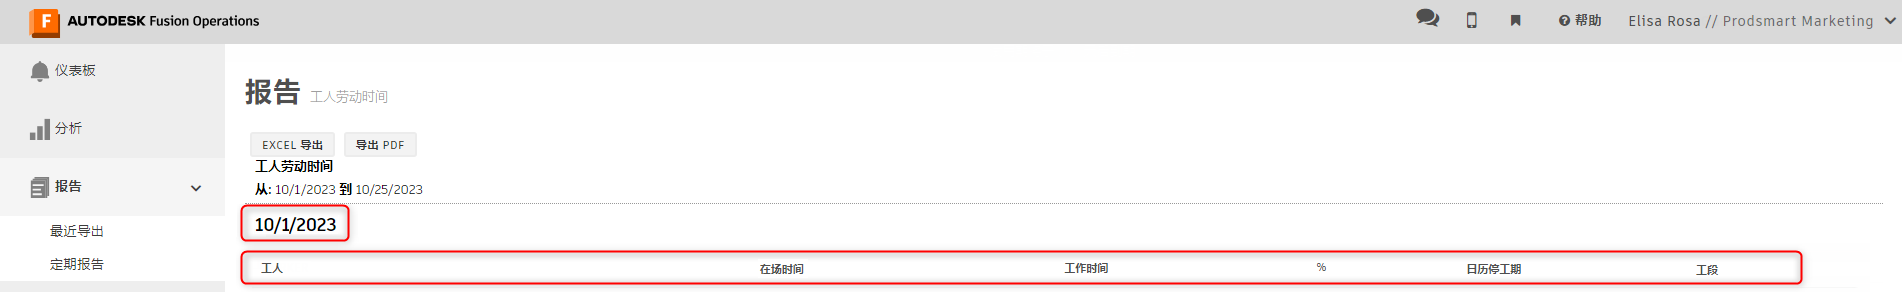 F AUTODESK Fusion Operations
帮助
Elisa Rosa // Prodsmart Marketing
仪表板
分析
报告
最近导出
定期报告
报告 工人劳动时间
EXCEL 导出 导出 PDF
工人劳动时间
从: 10/1/2023 到 10/25/2023
10/1/2023
工人 在场时间 工作时间 % 日历停工期 工段